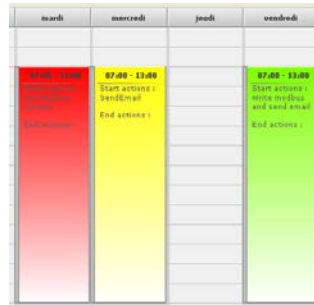 mardi
mercredi
jeudi
vendredi
07:00 - 13:00
Start actions :
SendEmail
End actions :
07:00 - 13:00
Start actions :
Write modbus
and send email
End actions :